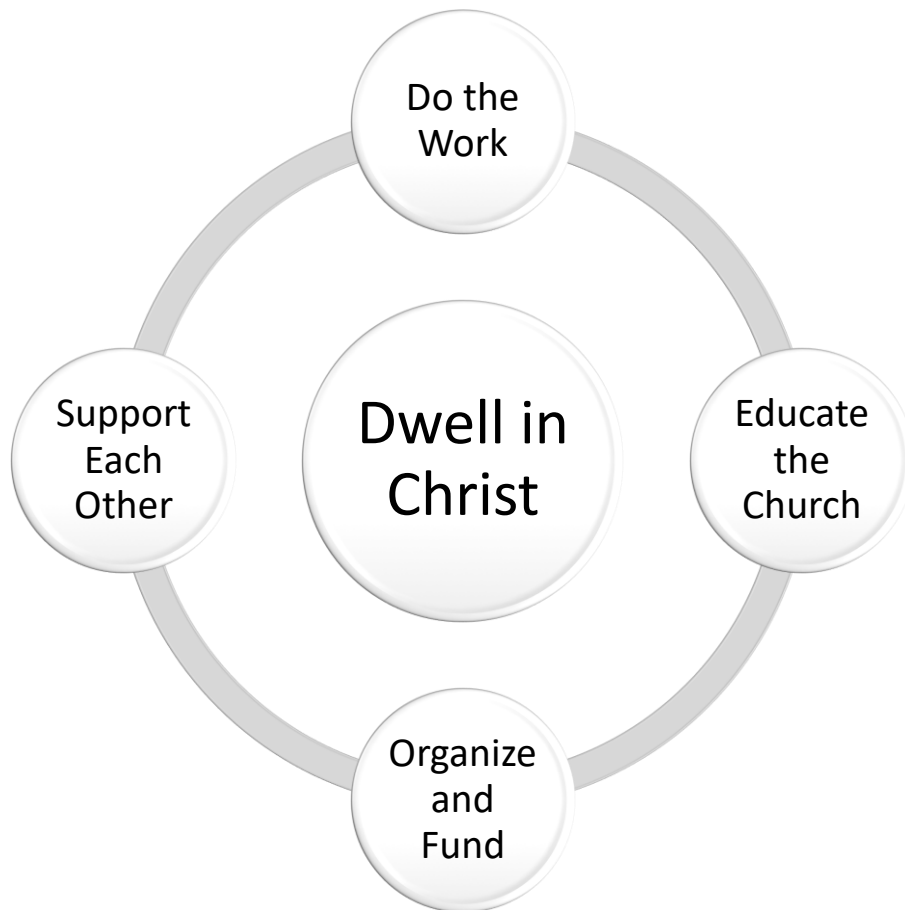 Do the
Work
Support
Each
Other
Dwell in
Christ
Educate
the
Church
Organize
and
Fund